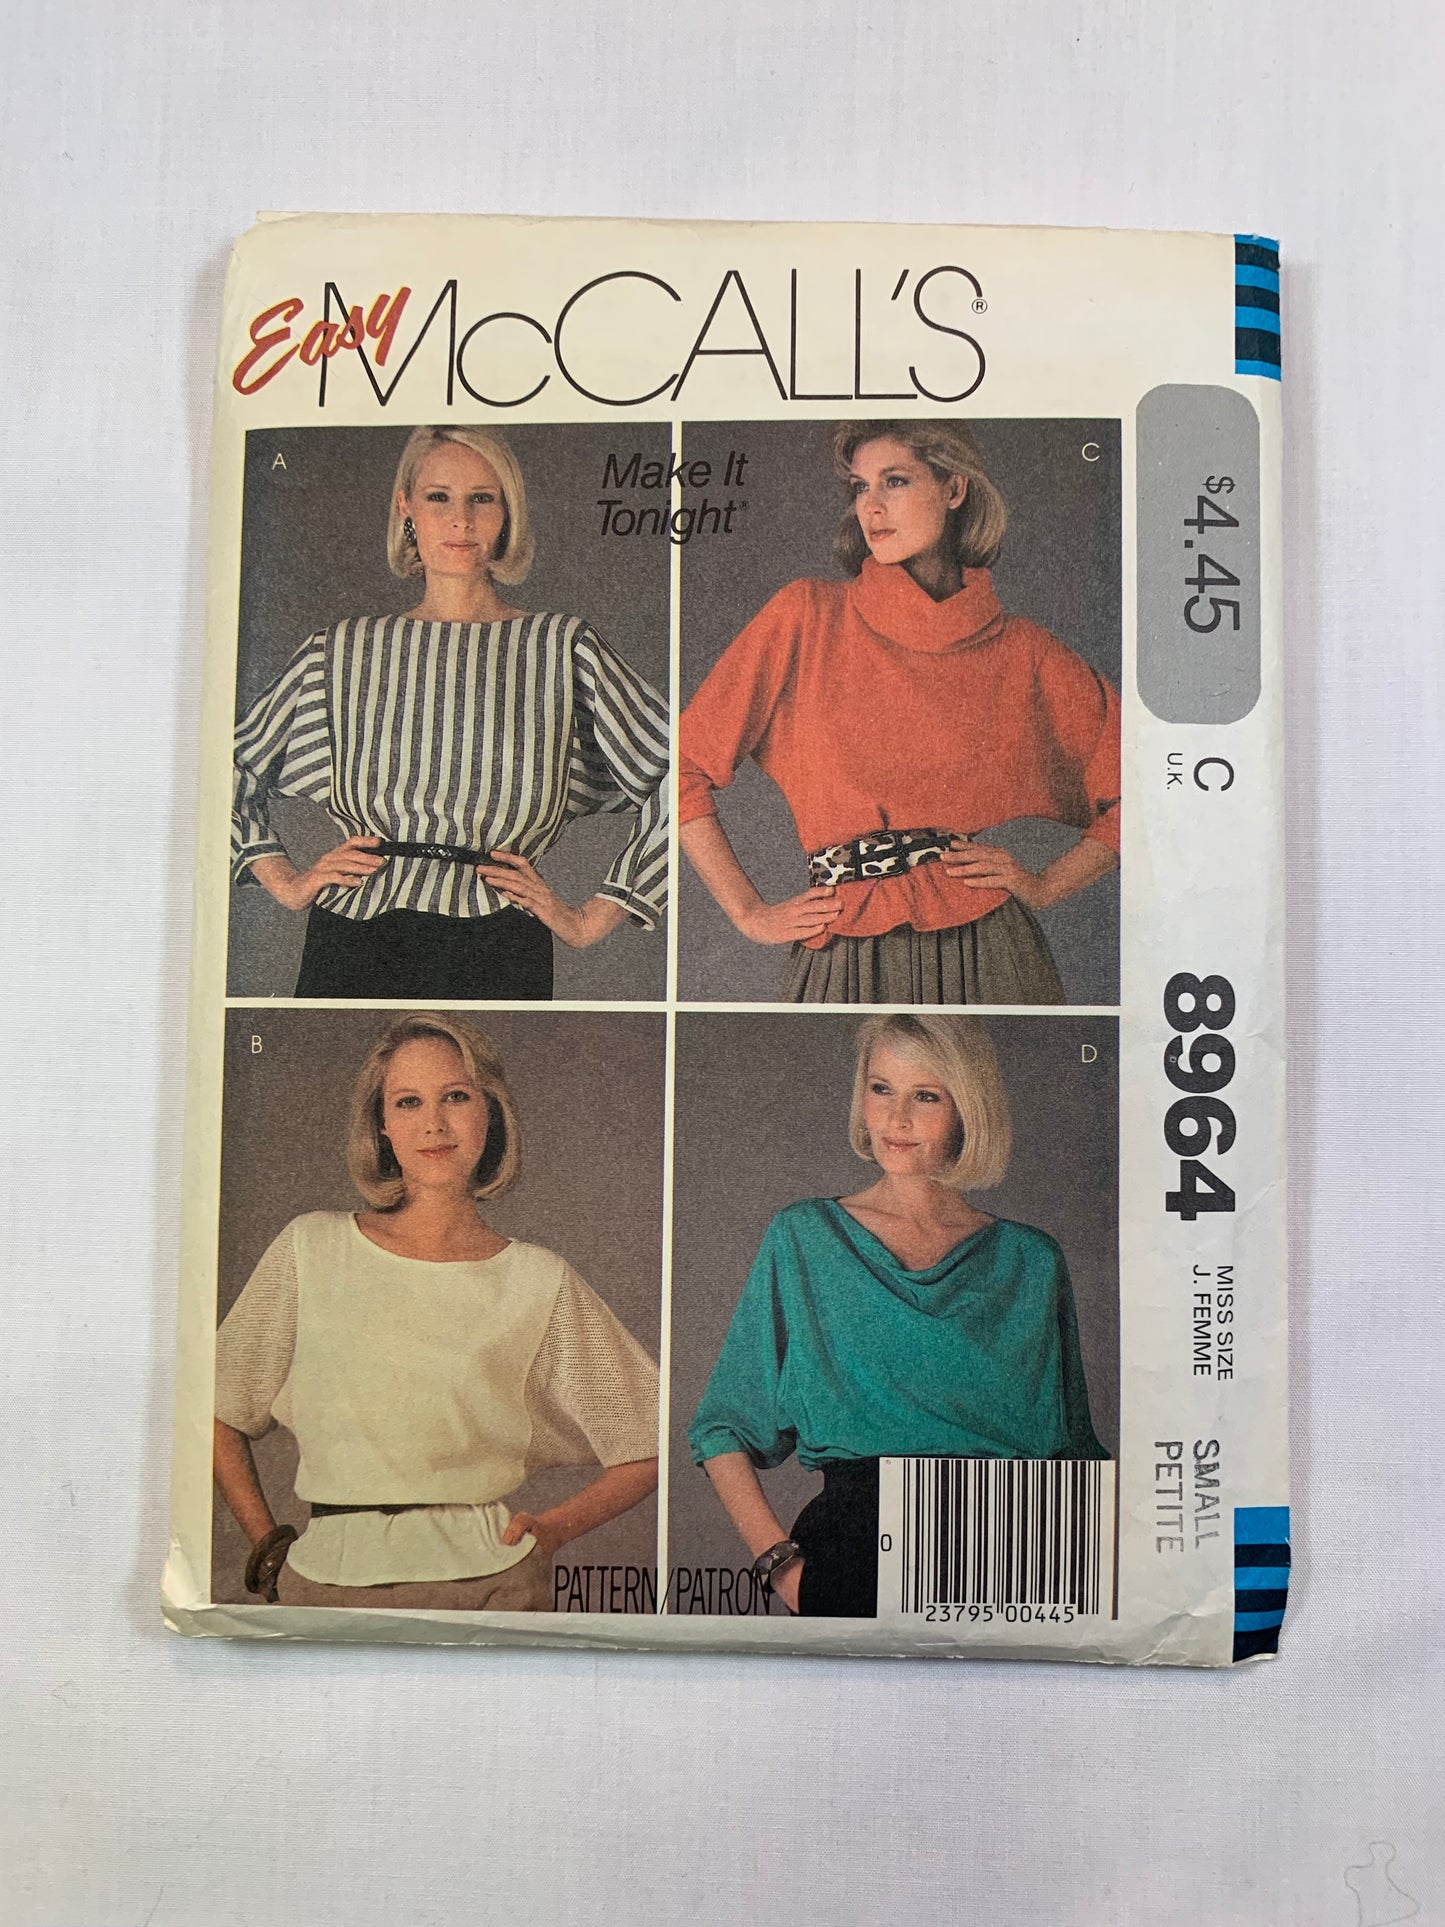 Easy McCALL'S®
A
Make It
Tonight®
C
B
D
PATTERN/PATRON
0
23795 00445
$4.45
C
U.K.
8964
MISS SIZE
J. FEMME
SMALL
PETITE